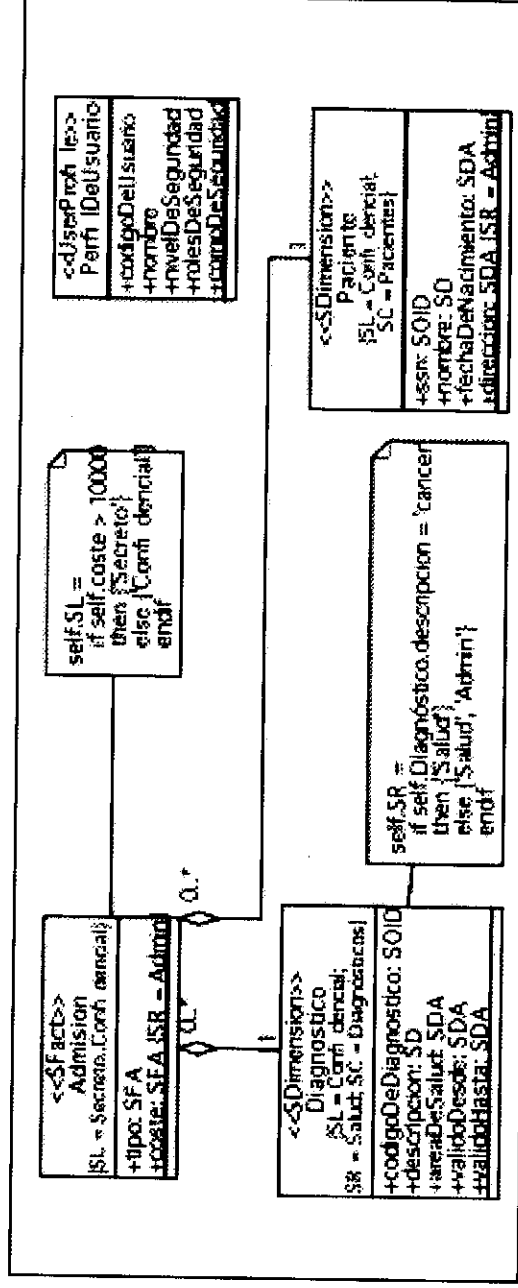 <<SFact>>
Admision
{SL = Secreto..Confidencial}
+tipo: SFA
+coste: SFA {SR = Admin
self.SL =
if self.coste > 10000
then {'Secreto'}
else {'Confidencial'}
endif
<<UserProfile>>
PerfilDeUsuario
+codigoDeUsuario
+nombre
+nivelDeSeguridad
+rolesDeSeguridad
0..*
0..*
1
1
<<SDimension>>
Diagnostico
{SL = Confidencial;
SR = Salud; SC = Diagnosticos}
+codigoDeDiagnostico: SOID
+descripcion: SD
+areaDeSalud: SDA
+validoDesde: SDA
+validoHasta: SDA
self.SR =
if self.Diagnóstico.descripcion = 'cancer
then {'Salud'}
else {'Salud', 'Admin'}
endif
<<SDimension>>
Paciente
{SL = Confidencial;
SC = Pacientes}
+ssn: SOID
+nombre: SD
+fechaDeNacimiento: SDA
+direccion: SDA {SR = Admin